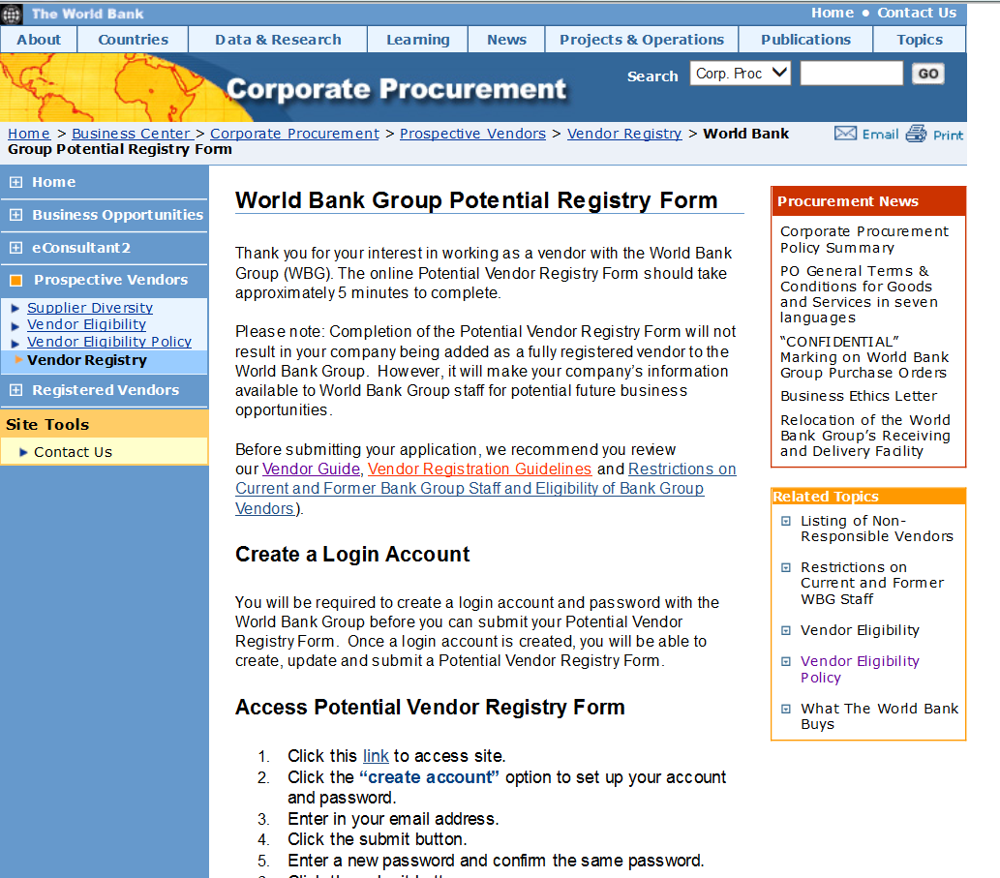 The World Bank
Home • Contact Us
About
Countries
Data & Research
Learning
News
Projects & Operations
Publications
Topics
Corporate Procurement
Search
Corp. Proc
GO
Home > Business Center > Corporate Procurement > Prospective Vendors > Vendor Registry > World Bank
Group Potential Registry Form
Email
Print
Home
Business Opportunities
eConsultant2
Prospective Vendors
Supplier Diversity
Vendor Eligibility
Vendor Eligibility Policy
Vendor Registry
Registered Vendors
Site Tools
Contact Us
World Bank Group Potential Registry Form
Thank you for your interest in working as a vendor with the World Bank
Group (WBG). The online Potential Vendor Registry Form should take
approximately 5 minutes to complete.
Please note: Completion of the Potential Vendor Registry Form will not
result in your company being added as a fully registered vendor to the
World Bank Group. However, it will make your company's information
available to World Bank Group staff for potential future business
opportunities.
Before submitting your application, we recommend you review
our Vendor Guide, Vendor Registration Guidelines and Restrictions on
Current and Former Bank Group Staff and Eligibility of Bank Group
Vendors).
Create a Login Account
You will be required to create a login account and password with the
World Bank Group before you can submit your Potential Vendor
Registry Form. Once a login account is created, you will be able to
create, update and submit a Potential Vendor Registry Form.
Access Potential Vendor Registry Form
1. Click this link to access site.
2. Click the “create account” option to set up your account
and password.
3. Enter in your email address.
4. Click the submit button.
5. Enter a new password and confirm the same password.
Procurement News
Corporate Procurement
Policy Summary
PO General Terms &
Conditions for Goods
and Services in seven
languages
“CONFIDENTIAL”
Marking on World Bank
Group Purchase Orders
Business Ethics Letter
Relocation of the World
Bank Group's Receiving
and Delivery Facility
Related Topics
Listing of Non-
Responsible Vendors
Restrictions on
Current and Former
WBG Staff
Vendor Eligibility
Vendor Eligibility
Policy
What The World Bank
Buys